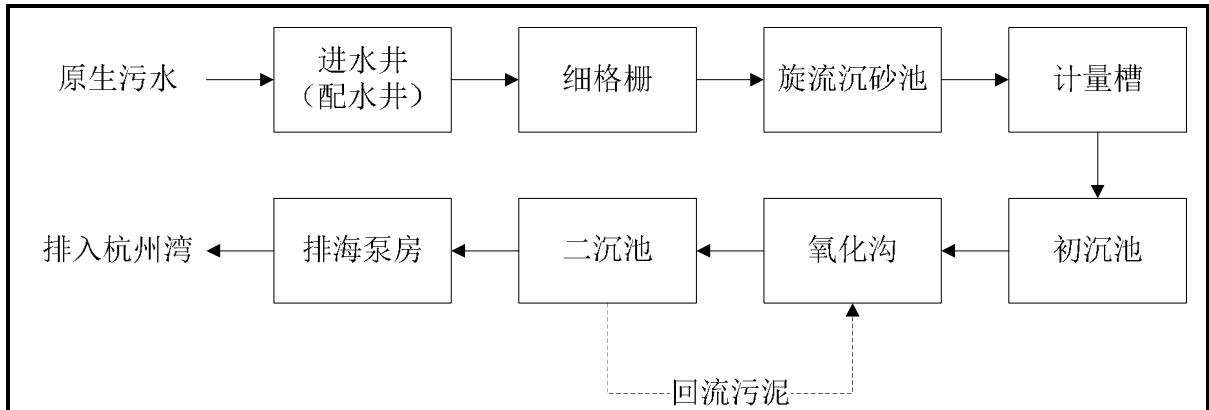 原生污水
进水井
（配水井）
细格栅
旋流沉砂池
计量槽
排入杭州湾
排海泵房
二沉池
氧化沟
初沉池
回流污泥